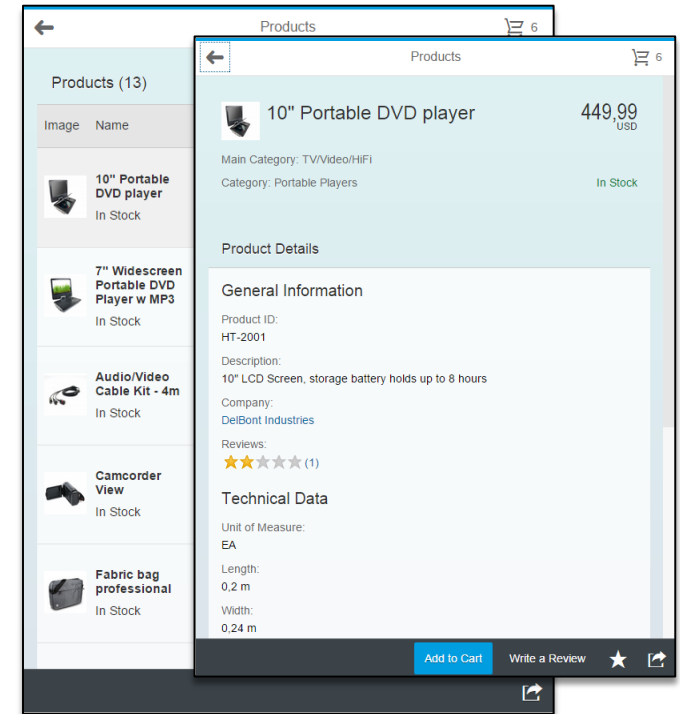 Products
6
Products (13)
Image Name
10" Portable
DVD player
In Stock
7" Widescreen
Portable DVD
Player w MP3
In Stock
Audio/Video
Cable Kit - 4m
In Stock
Camcorder
View
In Stock
Fabric bag
professional
In Stock
Products
6
10" Portable DVD player
449,99
USD
Main Category: TV/Video/HiFi
Category: Portable Players
In Stock
Product Details
General Information
Product ID:
HT-2001
Description:
10" LCD Screen, storage battery holds up to 8 hours
Company:
DelBont Industries
Reviews:
(1)
Technical Data
Unit of Measure:
EA
Length:
0,2 m
Width:
0,24 m
Add to Cart Write a Review